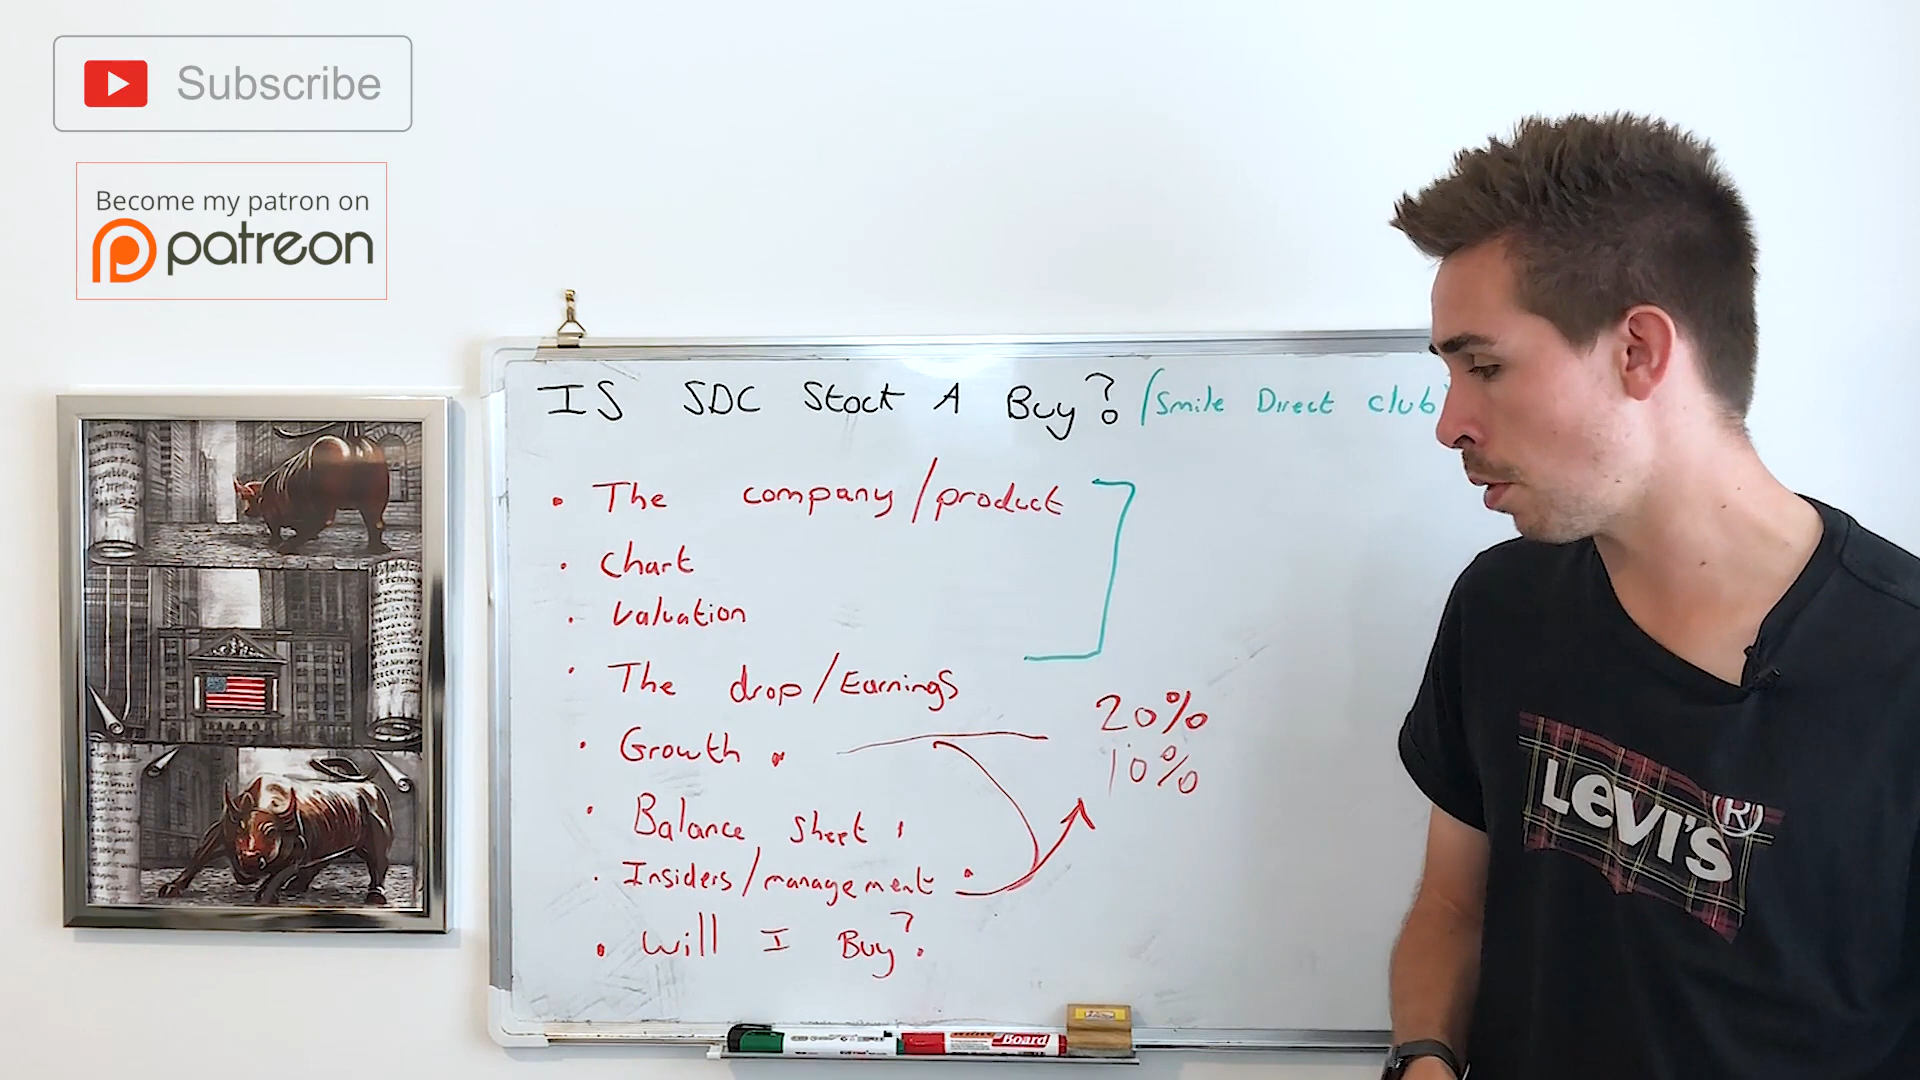 Subscribe
Become my patron on
patreon
IS SDC Stock A Buy? (Smile Direct club
• The company/product
• Chart
• Valuation
• The drop/Earnings
20%
• Growth
10%
• Balance sheet
• Insiders/management
• Will I Buy?
LEVI'S®
Board